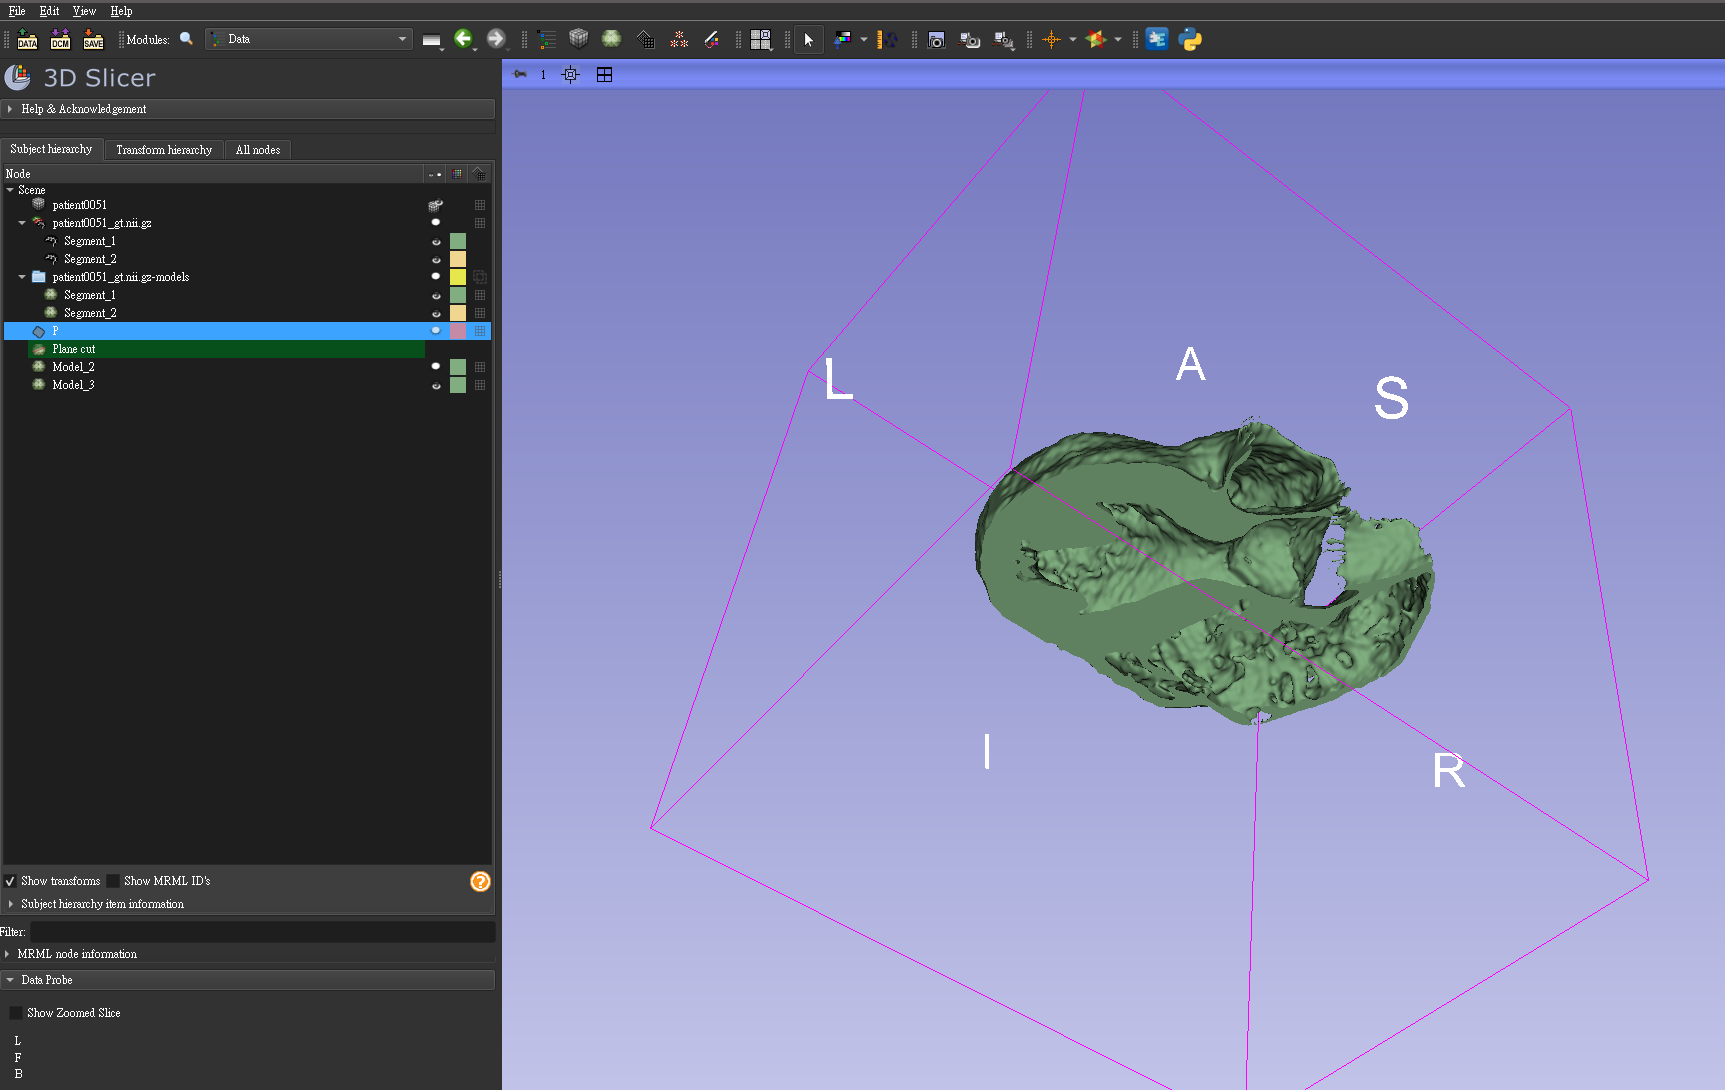 File Edit View Help
DATA DCM SAVE Modules: Data
3D Slicer
1
Help & Acknowledgement
Subject hierarchy Transform hierarchy All nodes
Node
Scene
patient0051
patient0051_gt.nii.gz
Segment_1
Segment_2
patient0051_gt.nii.gz-models
Segment_1
Segment_2
P
Plane cut
Model_2
Model_3
L
A
S
I
R
Show transforms Show MRML ID's
Subject hierarchy item information
Filter:
MRML node information
Data Probe
Show Zoomed Slice
L
F
B